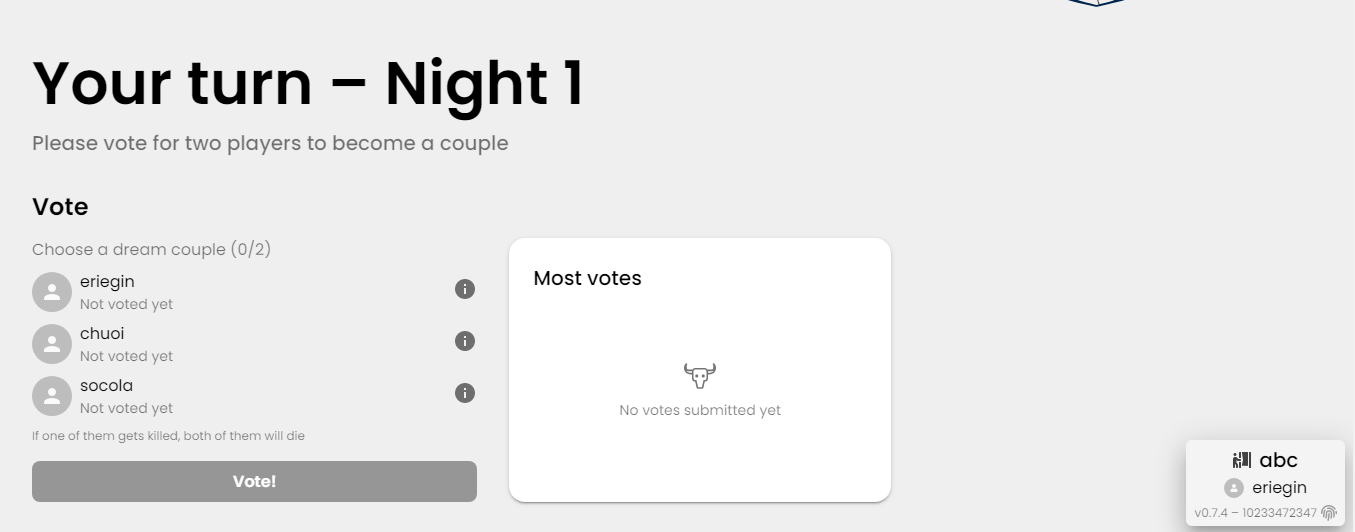 Your turn – Night 1
Please vote for two players to become a couple
Vote
Choose a dream couple (0/2)
eriegin
Not voted yet
chuoi
Not voted yet
socola
Not voted yet
If one of them gets killed, both of them will die
Vote!
Most votes
No votes submitted yet
abc
eriegin
v0.7.4 – 10233472347